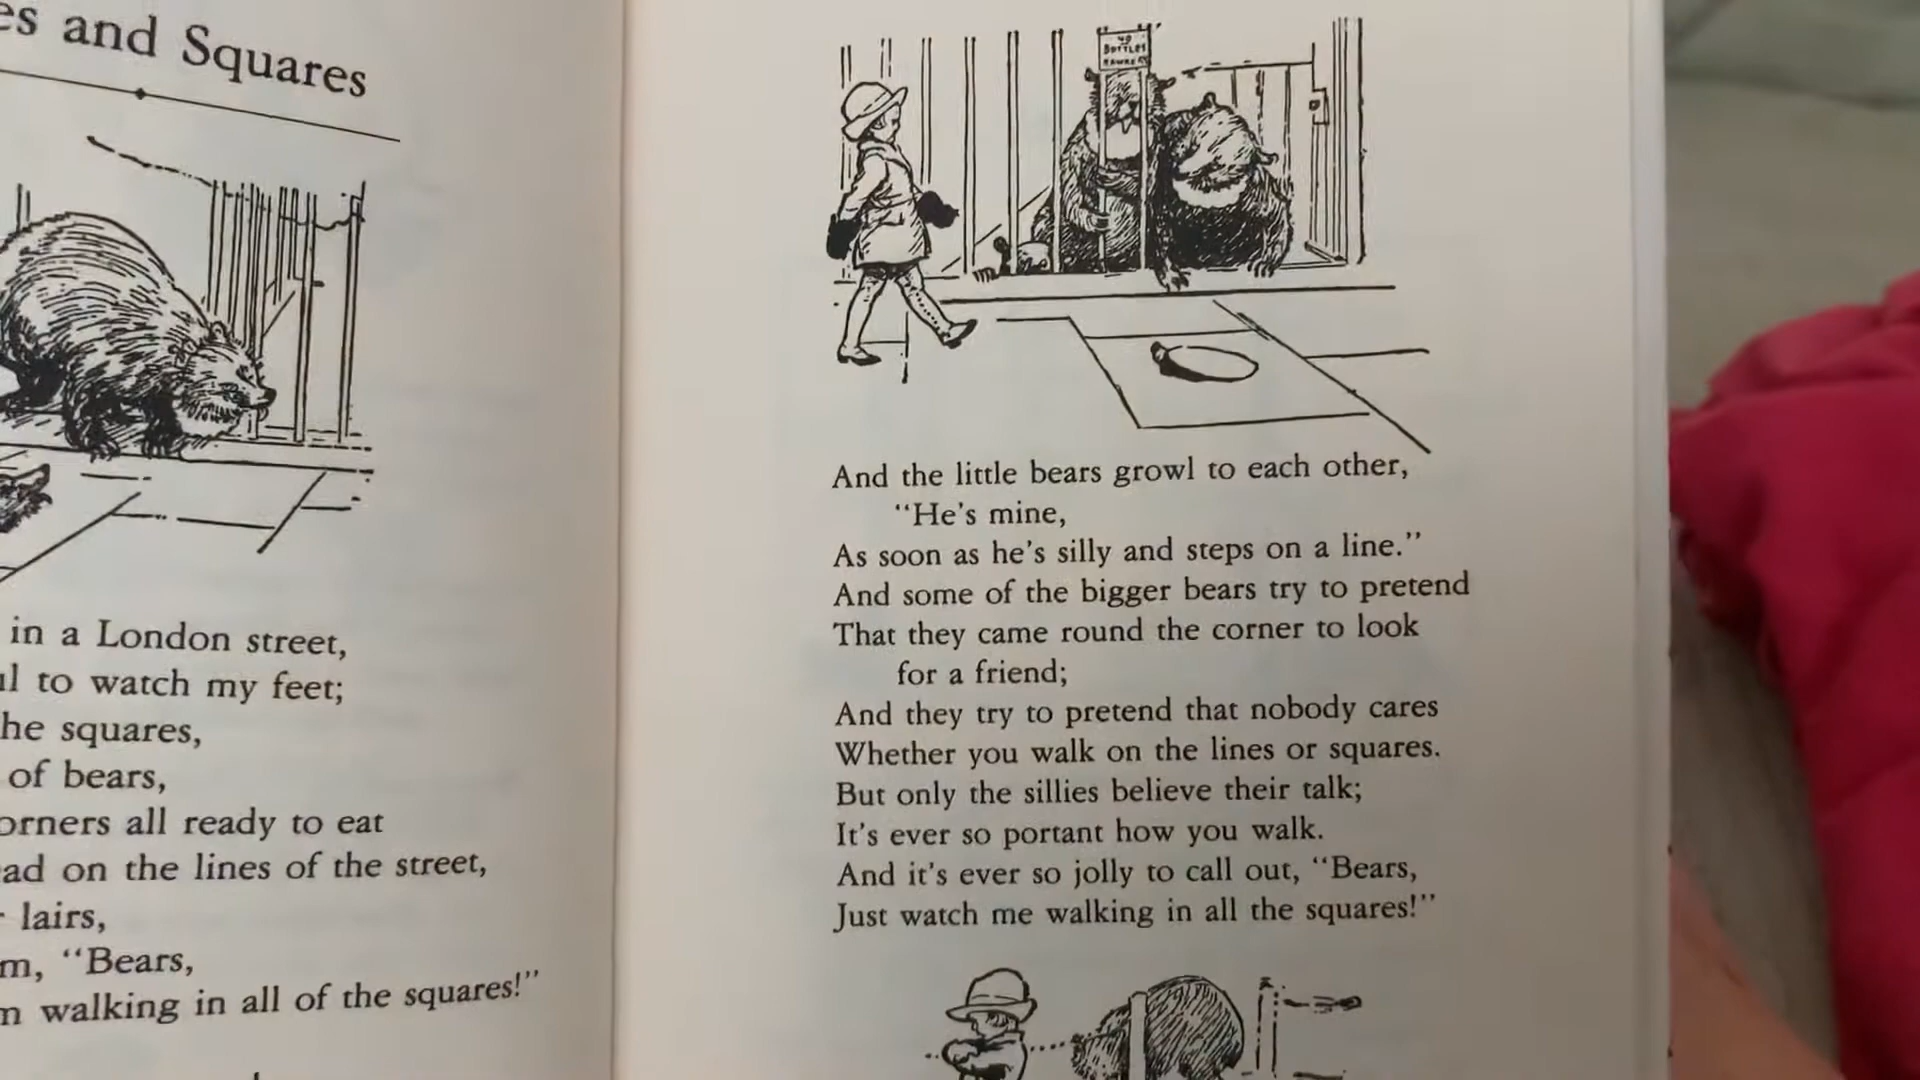 and Squares
in a London street,
to watch my feet;
squares,
of bears,
all ready to eat
on the lines of the street,
lairs,
"Bears,
walking in all of the squares!"
And the little bears growl to each other,
"He's mine,
As soon as he's silly and steps on a line."
And some of the bigger bears try to pretend
That they came round the corner to look
for a friend;
And they try to pretend that nobody cares
Whether you walk on the lines or squares.
But only the sillies believe their talk;
It's ever so portant how you walk.
And it's ever so jolly to call out, "Bears,
Just watch me walking in all the squares!"